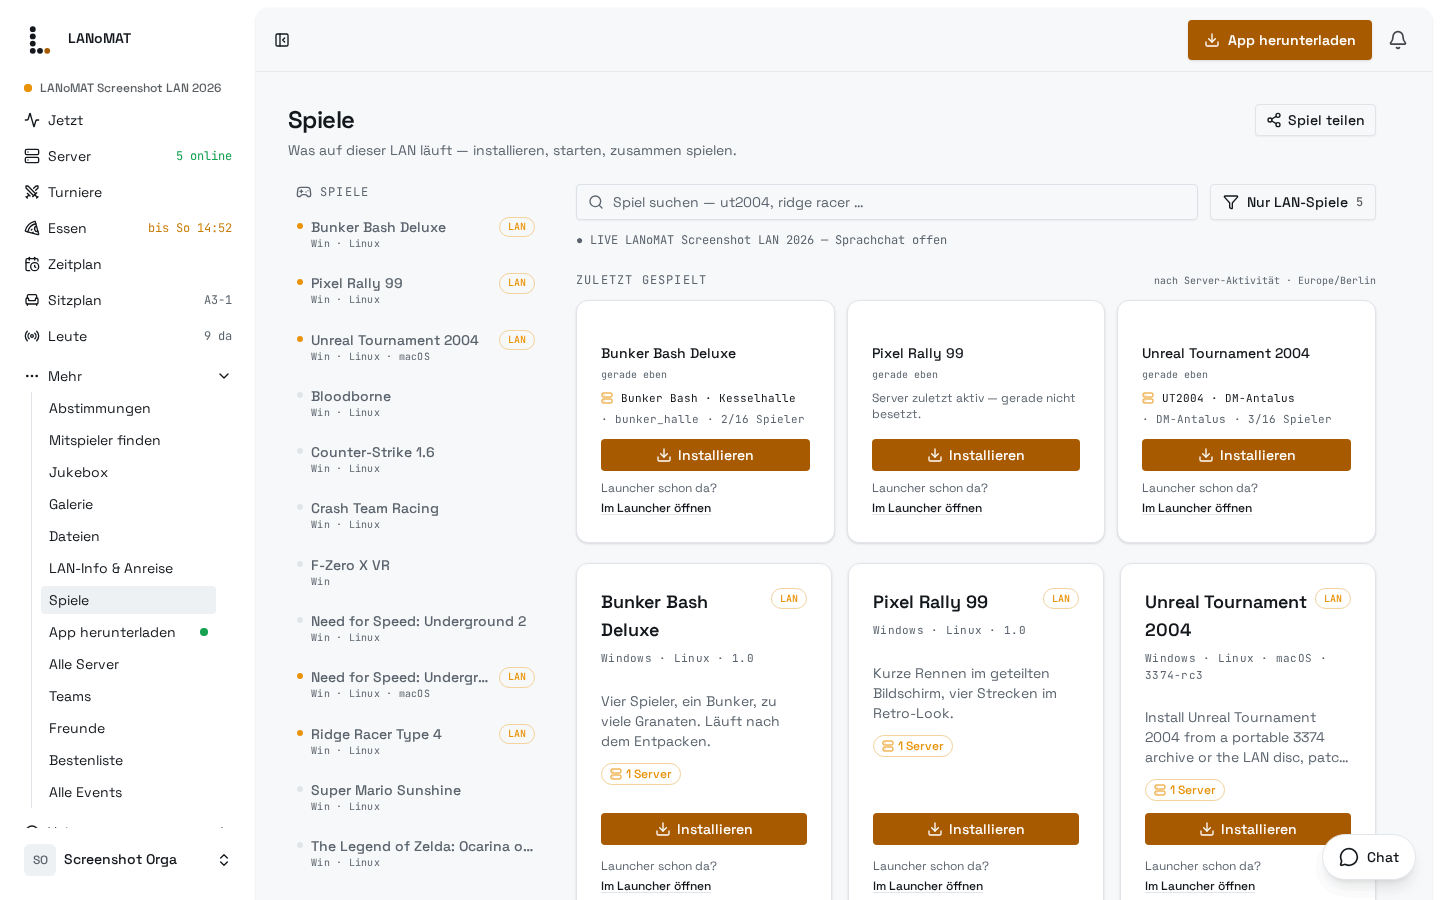 LANoMAT
LANoMAT Screenshot LAN 2026
Jetzt
Server 5 online
Turniere
Essen bis So 14:52
Zeitplan
Sitzplan A3-1
Leute 9 da
Mehr
Abstimmungen
Mitspieler finden
Jukebox
Galerie
Dateien
LAN-Info & Anreise
Spiele
App herunterladen
Alle Server
Teams
Freunde
Bestenliste
Alle Events
SO Screenshot Orga
App herunterladen
Spiele
Spiel teilen
Was auf dieser LAN läuft — installieren, starten, zusammen spielen.
SPIELE
Bunker Bash Deluxe LAN
Win · Linux
Pixel Rally 99 LAN
Win · Linux
Unreal Tournament 2004 LAN
Win · Linux · macOS
Bloodborne
Win · Linux
Counter-Strike 1.6
Win · Linux
Crash Team Racing
Win · Linux
F-Zero X VR
Win
Need for Speed: Underground 2
Win · Linux
Need for Speed: Undergr... LAN
Win · Linux · macOS
Ridge Racer Type 4 LAN
Win · Linux
Super Mario Sunshine
Win · Linux
The Legend of Zelda: Ocarina o...
Win · Linux
Spiel suchen — ut2004, ridge racer ...
Nur LAN-Spiele 5
● LIVE LANoMAT Screenshot LAN 2026 — Sprachchat offen
ZULETZT GESPIELT
nach Server-Aktivität · Europe/Berlin
Bunker Bash Deluxe
gerade eben
Bunker Bash · Kesselhalle
· bunker_halle · 2/16 Spieler
Installieren
Launcher schon da?
Im Launcher öffnen
Pixel Rally 99
gerade eben
Server zuletzt aktiv — gerade nicht
besetzt.
Installieren
Launcher schon da?
Im Launcher öffnen
Unreal Tournament 2004
gerade eben
UT2004 · DM-Antalus
· DM-Antalus · 3/16 Spieler
Installieren
Launcher schon da?
Im Launcher öffnen
Bunker Bash LAN
Deluxe
Windows · Linux · 1.0
Vier Spieler, ein Bunker, zu
viele Granaten. Läuft nach
dem Entpacken.
1 Server
Installieren
Launcher schon da?
Im Launcher öffnen
Pixel Rally 99 LAN
Windows · Linux · 1.0
Kurze Rennen im geteilten
Bildschirm, vier Strecken im
Retro-Look.
1 Server
Installieren
Launcher schon da?
Im Launcher öffnen
Unreal Tournament LAN
2004
Windows · Linux · macOS ·
3374-rc3
Install Unreal Tournament
2004 from a portable 3374
archive or the LAN disc, patc...
1 Server
Installieren
Launcher schon da?
Im Launcher öffnen
Chat